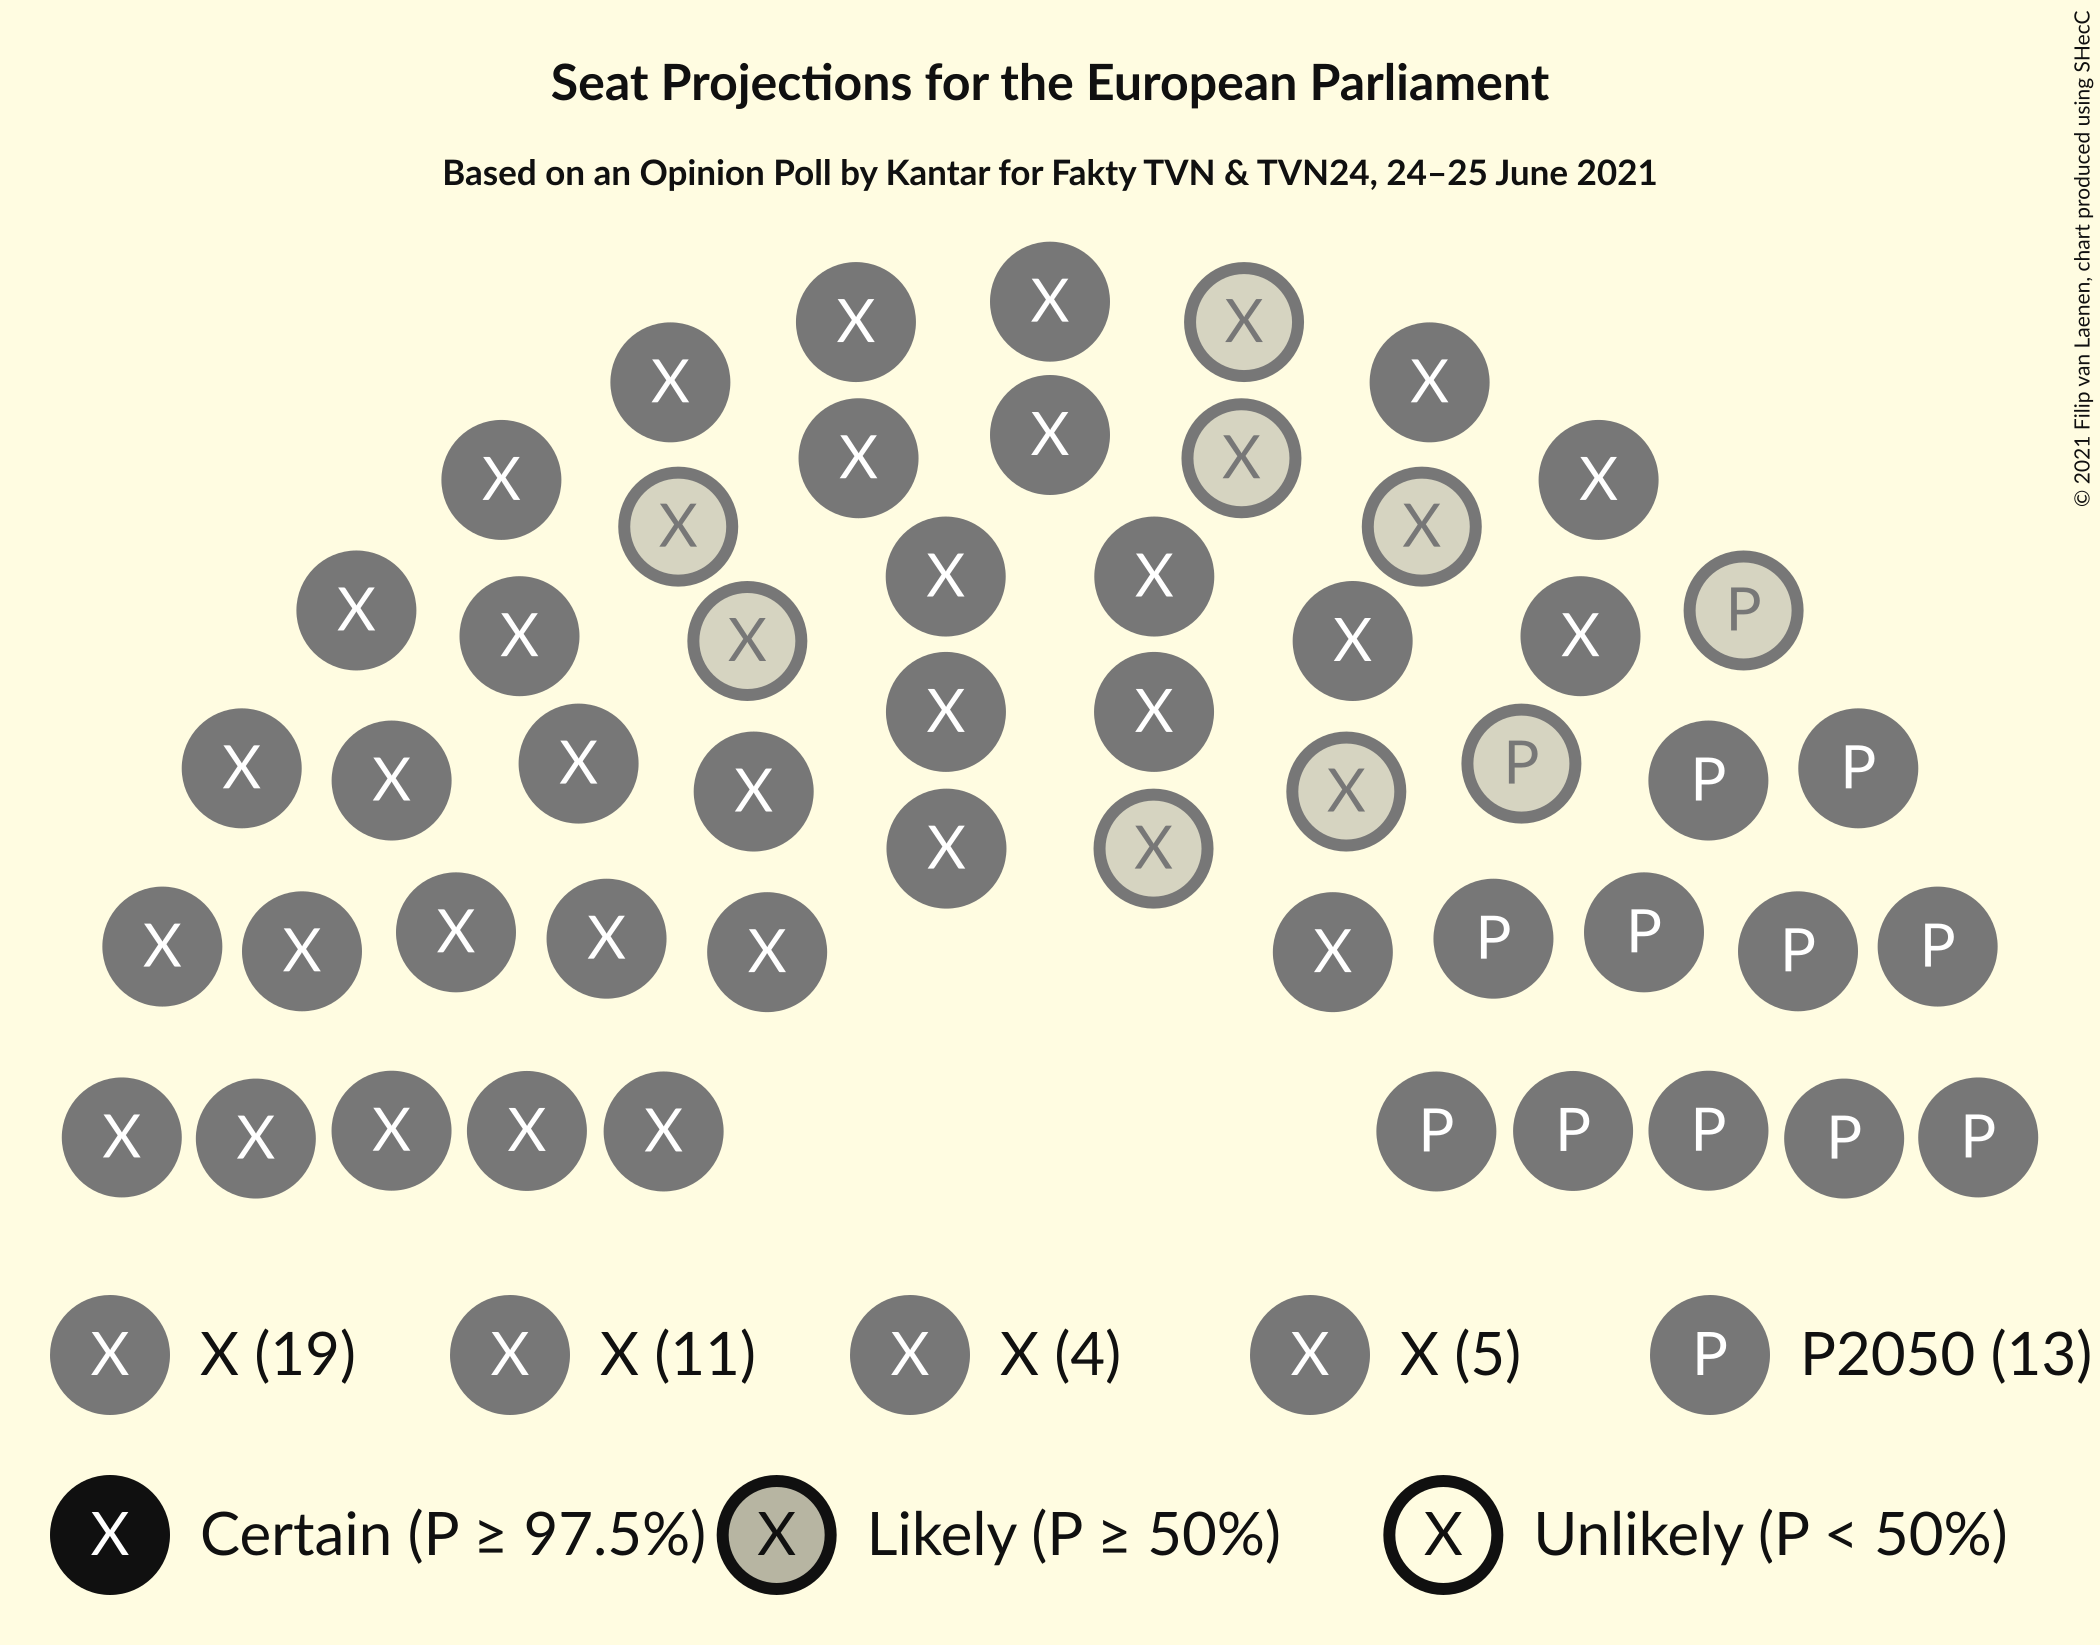 Seat Projections for the European Parliament
Based on an Opinion Poll by Kantar for Fakty TVN & TVN24, 24–25 June 2021
© 2021 Filip van Laenen, chart produced using SHecC
X
X X
X X
X
X X
X X
X X X
X X
X X
X X X X
X P
X X X X
X X P
X X X X P P P
X X
X X X X X X P P P P
X X X X X P P P P P
X X (19) X X (11) X X (4) X X (5) P P2050 (13)
X Certain (P ≥ 97.5%) X Likely (P ≥ 50%) X Unlikely (P < 50%)